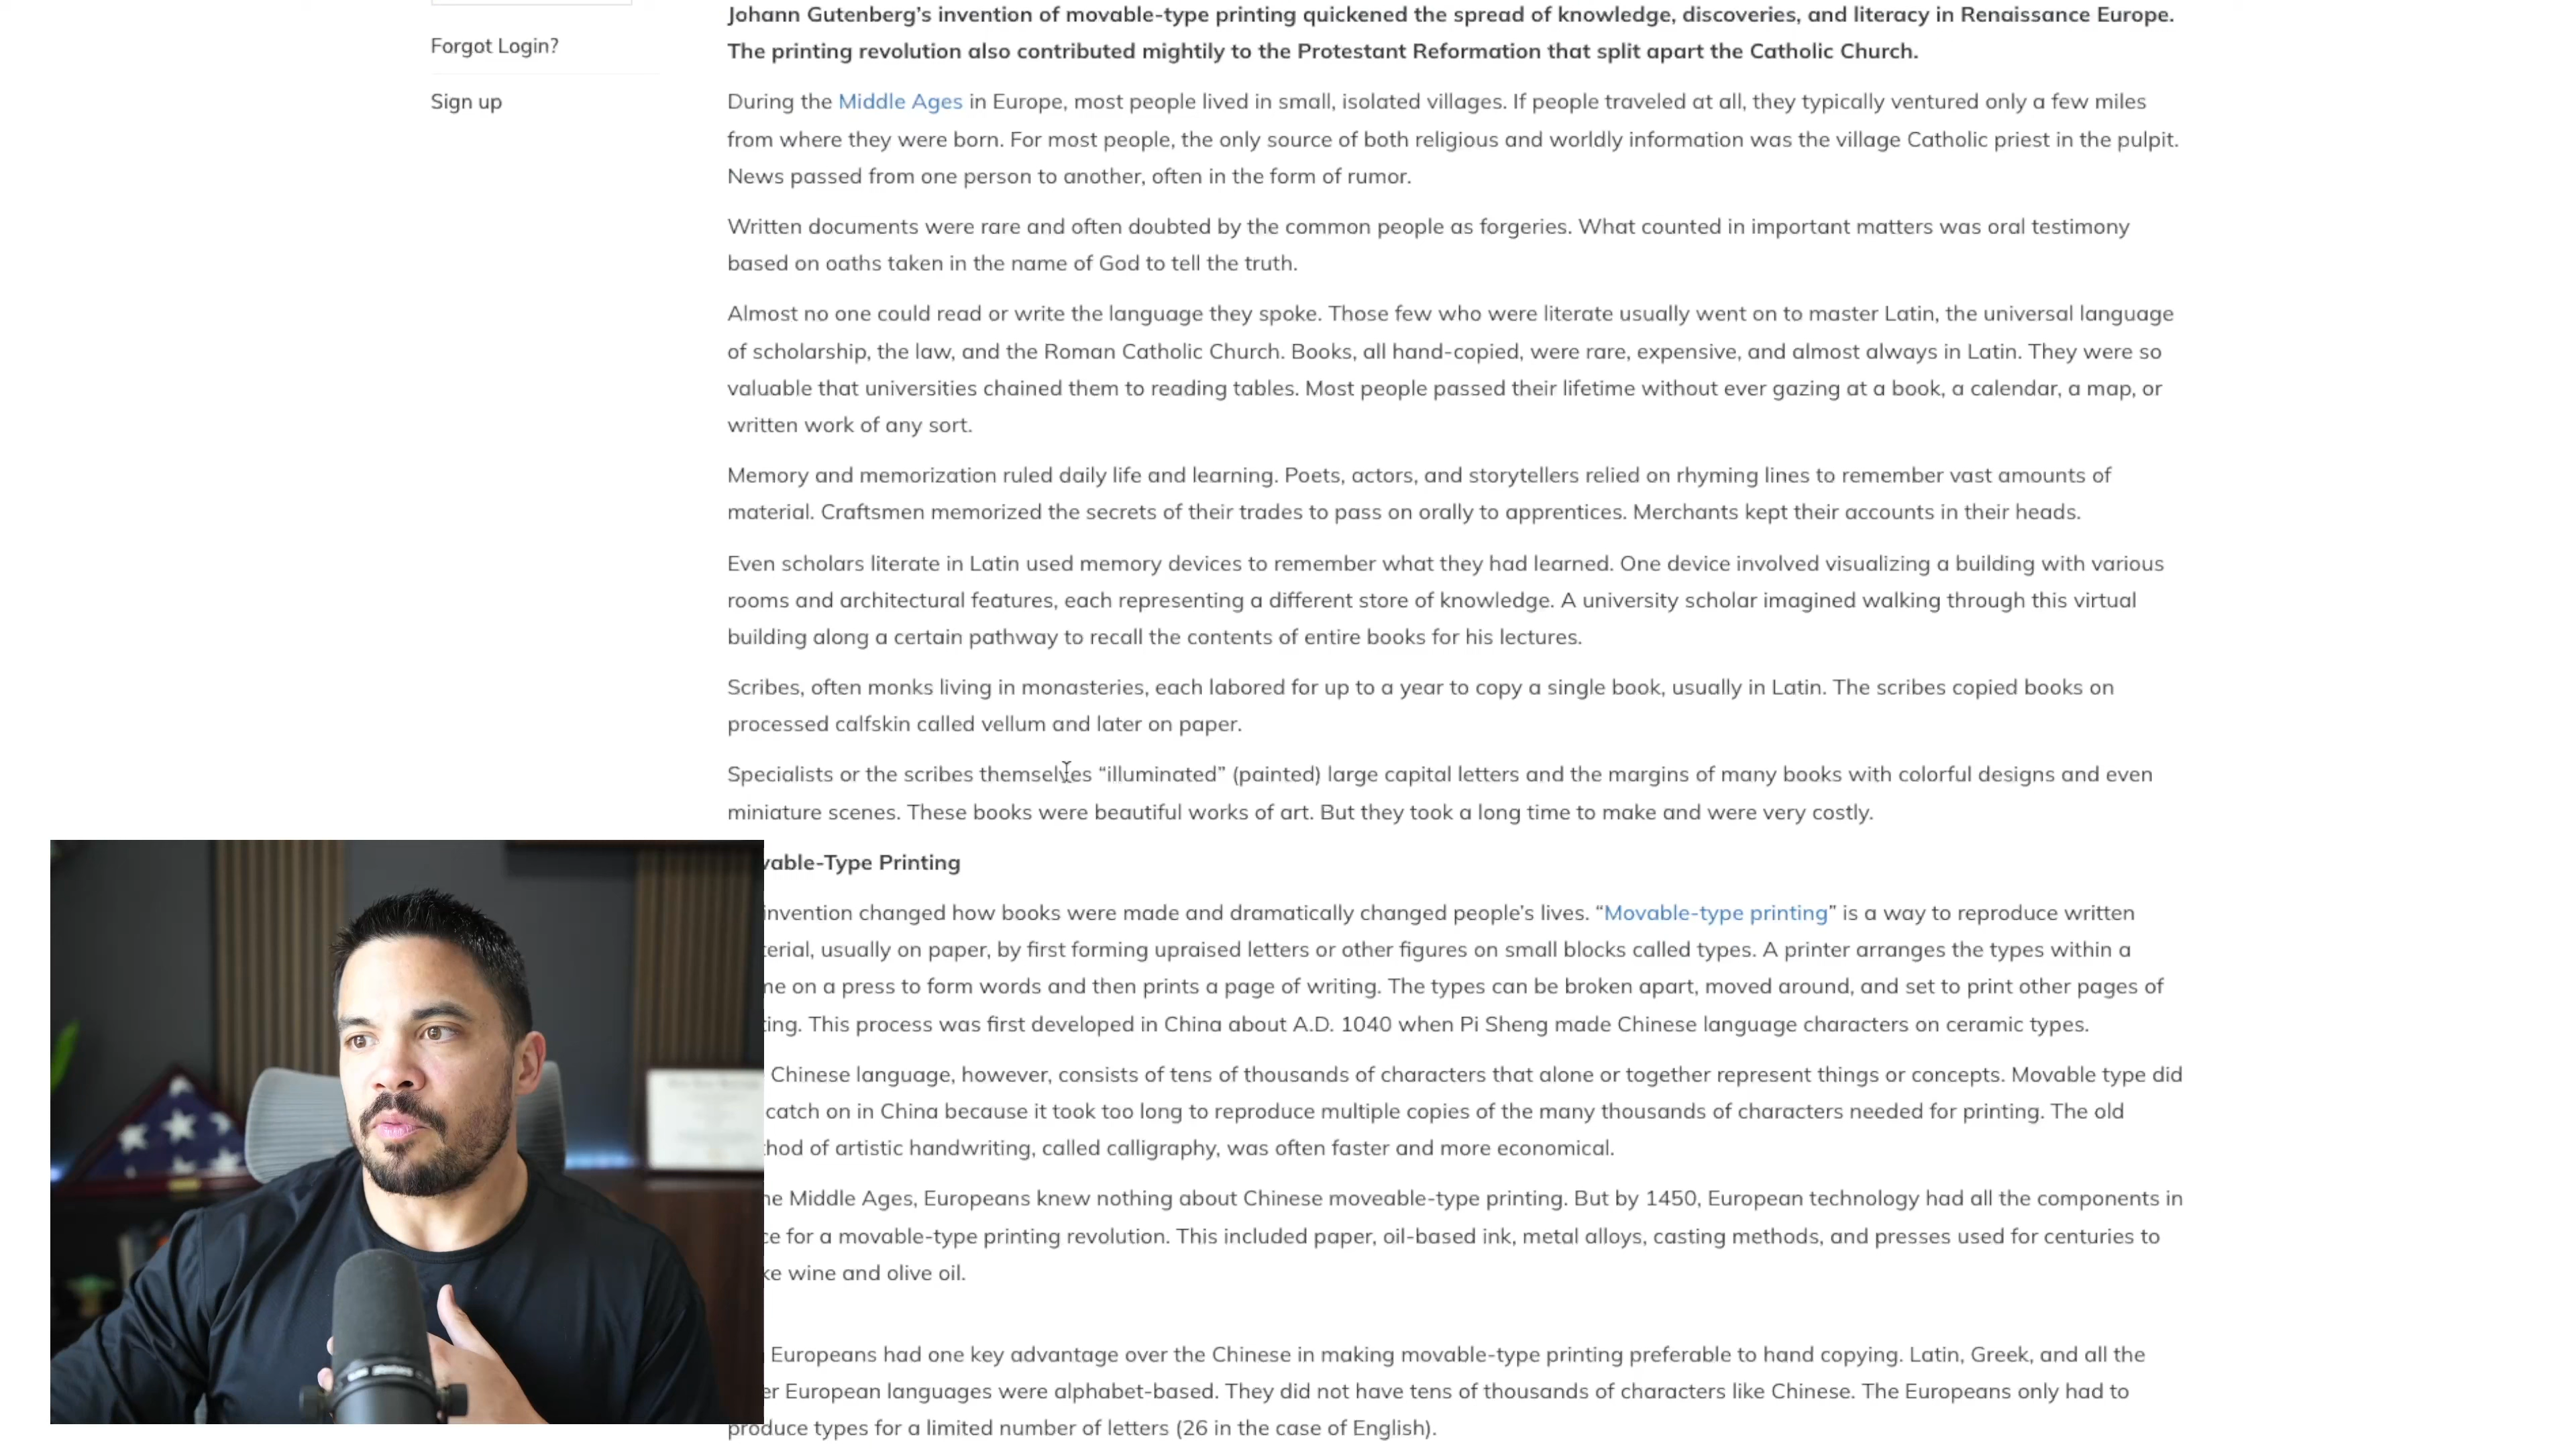 Forgot Login?
Sign up
Johann Gutenberg's invention of movable-type printing quickened the spread of knowledge, discoveries, and literacy in Renaissance Europe.
The printing revolution also contributed mightily to the Protestant Reformation that split apart the Catholic Church.
During the Middle Ages in Europe, most people lived in small, isolated villages. If people traveled at all, they typically ventured only a few miles
from where they were born. For most people, the only source of both religious and worldly information was the village Catholic priest in the pulpit.
News passed from one person to another, often in the form of rumor.
Written documents were rare and often doubted by the common people as forgeries. What counted in important matters was oral testimony
based on oaths taken in the name of God to tell the truth.
Almost no one could read or write the language they spoke. Those few who were literate usually went on to master Latin, the universal language
of scholarship, the law, and the Roman Catholic Church. Books, all hand-copied, were rare, expensive, and almost always in Latin. They were so
valuable that universities chained them to reading tables. Most people passed their lifetime without ever gazing at a book, a calendar, a map, or
written work of any sort.
Memory and memorization ruled daily life and learning. Poets, actors, and storytellers relied on rhyming lines to remember vast amounts of
material. Craftsmen memorized the secrets of their trades to pass on orally to apprentices. Merchants kept their accounts in their heads.
Even scholars literate in Latin used memory devices to remember what they had learned. One device involved visualizing a building with various
rooms and architectural features, each representing a different store of knowledge. A university scholar imagined walking through this virtual
building along a certain pathway to recall the contents of entire books for his lectures.
Scribes, often monks living in monasteries, each labored for up to a year to copy a single book, usually in Latin. The scribes copied books on
processed calfskin called vellum and later on paper.
Specialists or the scribes themselves “illuminated” (painted) large capital letters and the margins of many books with colorful designs and even
miniature scenes. These books were beautiful works of art. But they took a long time to make and were very costly.
vable-Type Printing
invention changed how books were made and dramatically changed people's lives. “Movable-type printing” is a way to reproduce written
erial, usually on paper, by first forming upraised letters or other figures on small blocks called types. A printer arranges the types within a
ne on a press to form words and then prints a page of writing. The types can be broken apart, moved around, and set to print other pages of
ing. This process was first developed in China about A.D. 1040 when Pi Sheng made Chinese language characters on ceramic types.
Chinese language, however, consists of tens of thousands of characters that alone or together represent things or concepts. Movable type did
catch on in China because it took too long to reproduce multiple copies of the many thousands of characters needed for printing. The old
hod of artistic handwriting, called calligraphy, was often faster and more economical.
he Middle Ages, Europeans knew nothing about Chinese moveable-type printing. But by 1450, European technology had all the components in
ce for a movable-type printing revolution. This included paper, oil-based ink, metal alloys, casting methods, and presses used for centuries to
ke wine and olive oil.
Europeans had one key advantage over the Chinese in making movable-type printing preferable to hand copying. Latin, Greek, and all the
er European languages were alphabet-based. They did not have tens of thousands of characters like Chinese. The Europeans only had to
produce types for a limited number of letters (26 in the case of English).